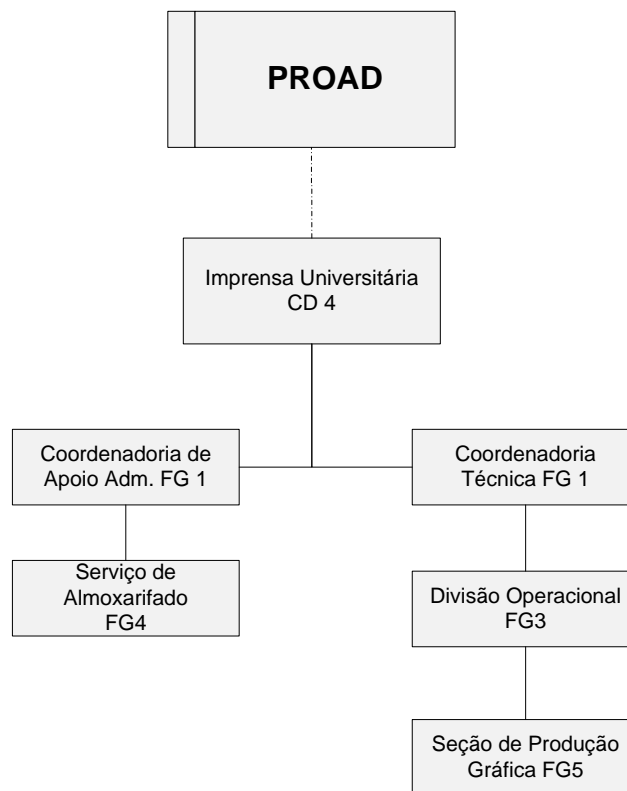 PROAD
Imprensa Universitária
CD 4
Coordenadoria de
Apoio Adm. FG 1
Coordenadoria
Técnica FG 1
Serviço de
Almoxarifado
FG4
Divisão Operacional
FG3
Seção de Produção
Gráfica FG5